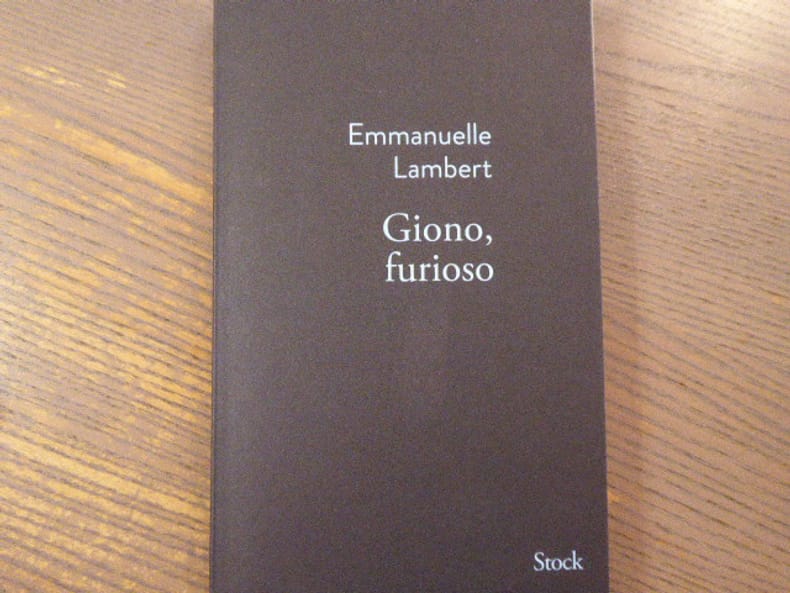 Emmanuelle
Lambert
Giono,
furioso
Stock